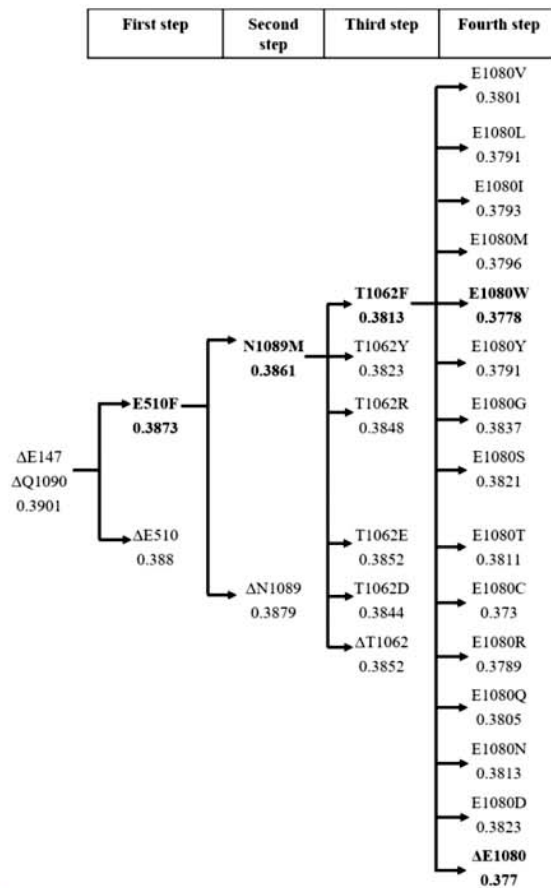 First step
Second
step
Third step
Fourth step
ΔE147
ΔQ1090
0.3901
E510F
0.3873
ΔE510
0.388
N1089M
0.3861
ΔN1089
0.3879
T1062F
0.3813
T1062Y
0.3823
T1062R
0.3848
T1062E
0.3852
T1062D
0.3844
ΔT1062
0.3852
E1080V
0.3801
E1080L
0.3791
E1080I
0.3793
E1080M
0.3796
E1080W
0.3778
E1080Y
0.3791
E1080G
0.3837
E1080S
0.3821
E1080T
0.3811
E1080C
0.373
E1080R
0.3789
E1080Q
0.3805
E1080N
0.3813
E1080D
0.3823
ΔE1080
0.377